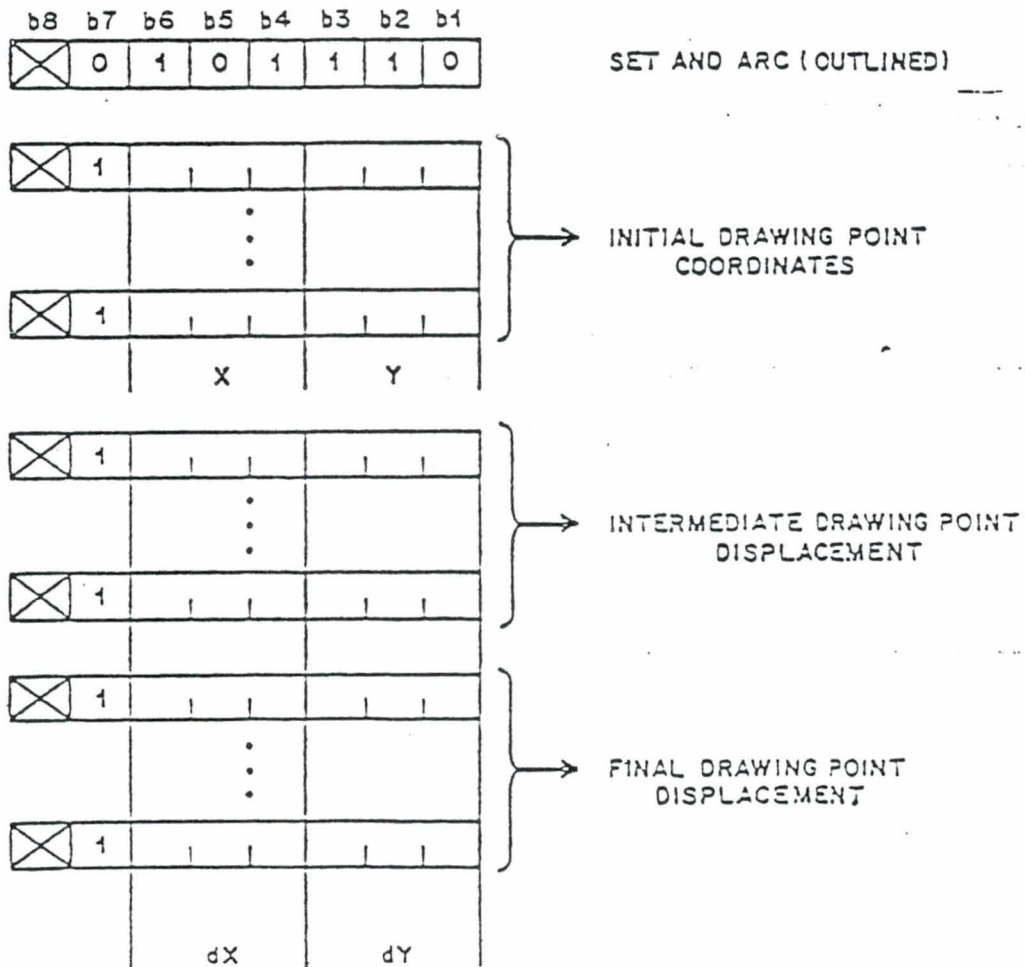 b8 b7 b6 b5 b4 b3 b2 b1
0 1 0 1 1 1 0 SET AND ARC (OUTLINED)
1
INITIAL DRAWING POINT
COORDINATES
1
X Y
1
INTERMEDIATE DRAWING POINT
DISPLACEMENT
1
1
FINAL DRAWING POINT
DISPLACEMENT
1
dX dY